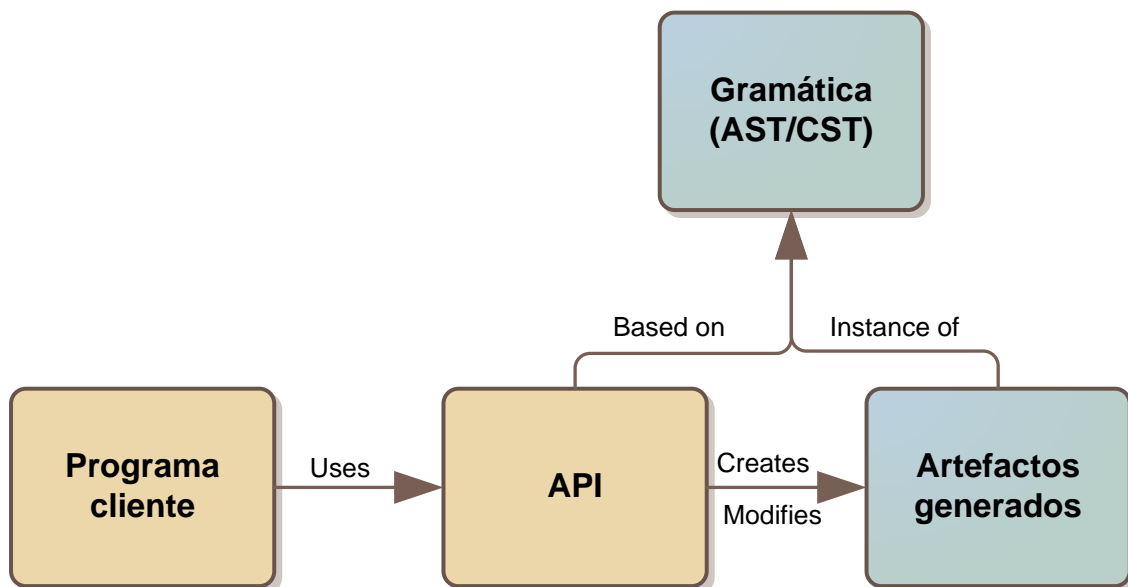 Gramática
(AST/CST)
Based on
Instance of
Programa
cliente
Uses
API
Creates
Modifies
Artefactos
generados